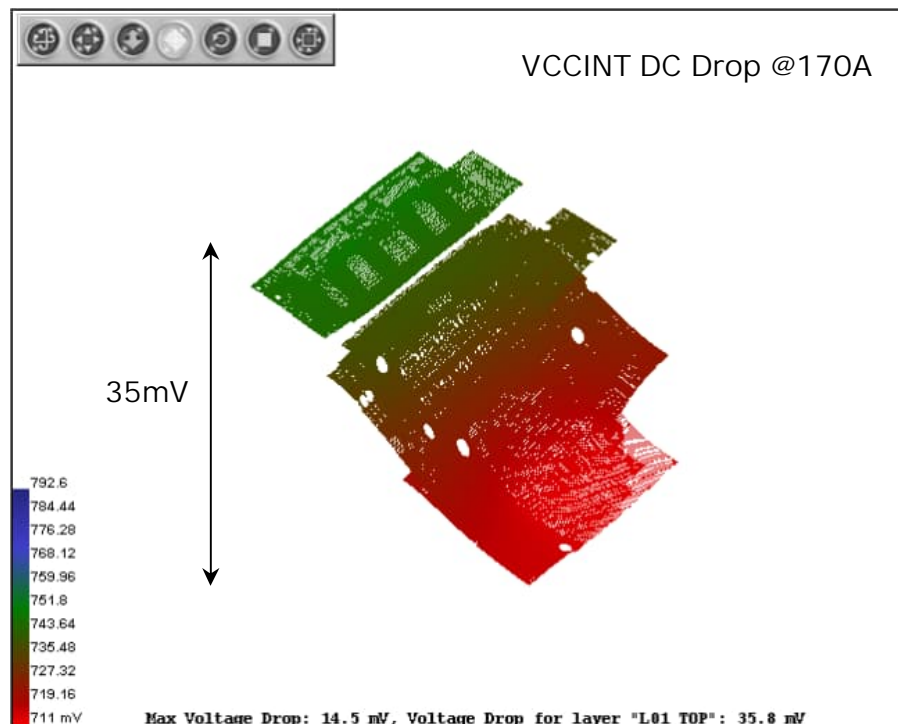 VCCINT DC Drop @170A
35mV
792.6
784.44
776.28
768.12
759.96
751.8
743.64
735.48
727.32
719.16
711 mV
Max Voltage Drop: 14.5 mV, Voltage Drop for layer "L01_TOP": 35.8 mV